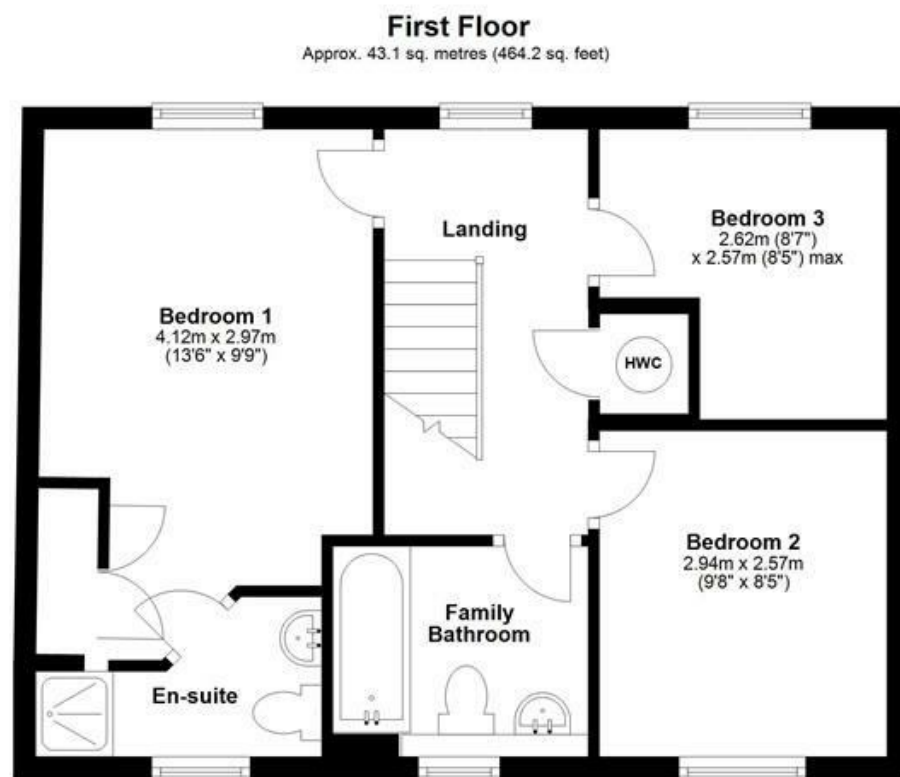 First Floor
Approx. 43.1 sq. metres (464.2 sq. feet)
Landing
Bedroom 3
2.62m (8'7")
x 2.57m (8'5") max
Bedroom 1
4.12m x 2.97m
(13'6" x 9'9")
HWC
Bedroom 2
2.94m x 2.57m
(9'8" x 8'5")
Family
Bathroom
En-suite